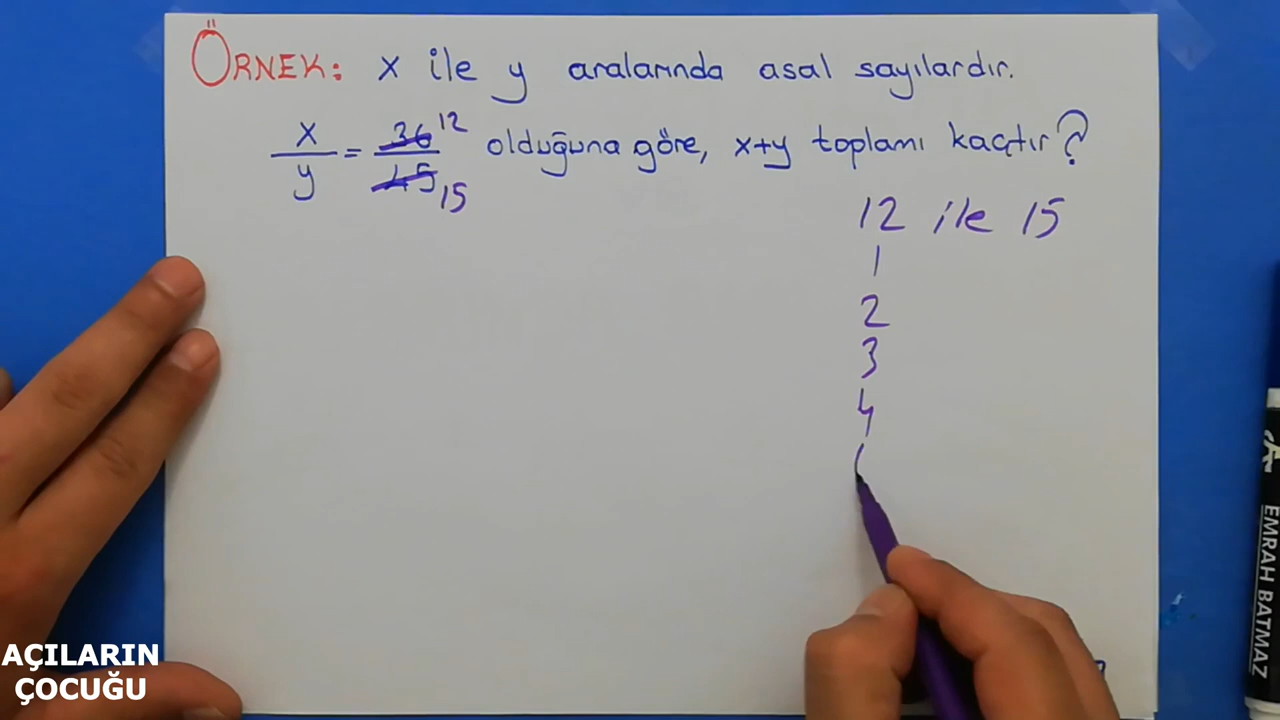 ÖRNEK: x ile y aralarında asal sayılardır.
x/y = 36/45 12 15 olduğuna göre, x+y toplamı kaçtır?
12 ile 15
1
2
3
4
EMRAH BATMAZ
AÇILARIN
ÇOCUĞU